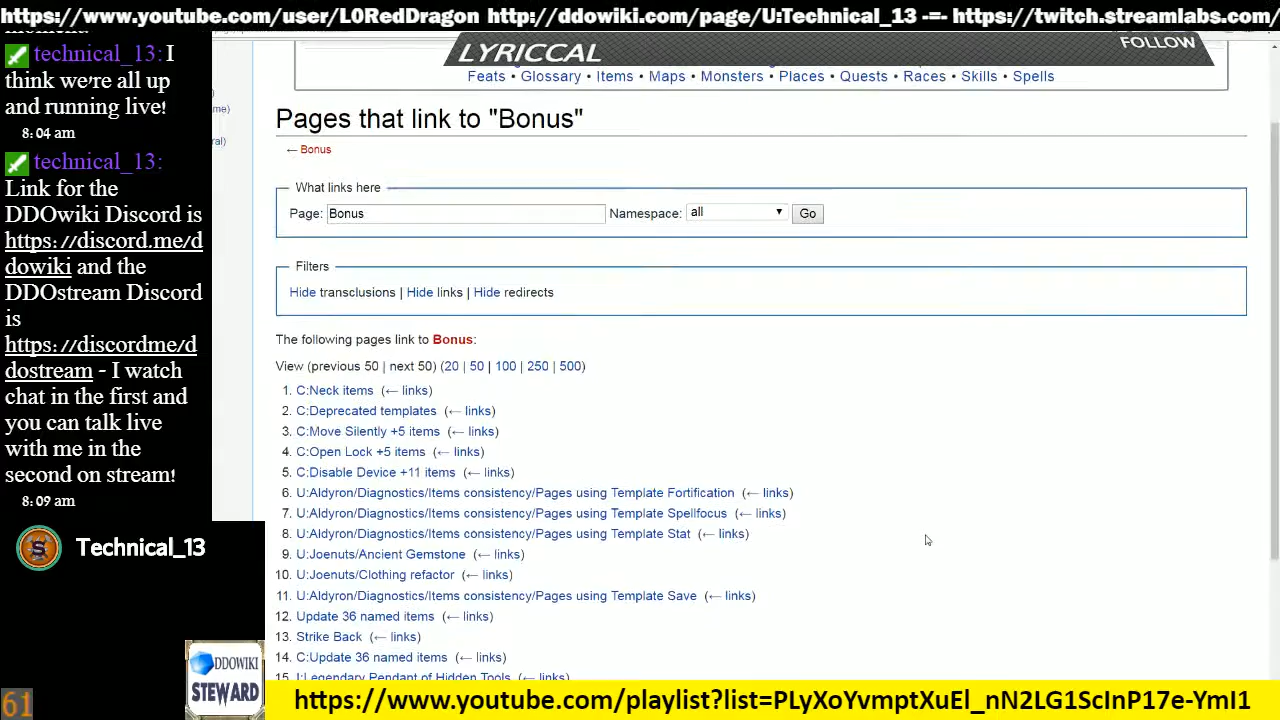 https://www.youtube.com/user/L0RedDragon http://ddowiki.com/page/U:Technical_13 -=- https://twitch.streamlabs.com/
technical_13: I
think we're all up
and running live!
8:04 am
technical_13:
Link for the
DDOwiki Discord is
https://discord.me/d
dowiki and the
DDOstream Discord
is
https://discordme/d
dostream - I watch
chat in the first and
you can talk live
with me in the
second on stream!
8:09 am
Technical_13
DDOWIKI
STEWARD
61
LYRICCAL
FOLLOW
Feats • Glossary • Items • Maps • Monsters • Places • Quests • Races • Skills • Spells
Pages that link to "Bonus"
← Bonus
What links here
Page: Bonus Namespace: all Go
Filters
Hide transclusions | Hide links | Hide redirects
The following pages link to Bonus:
View (previous 50 | next 50) (20 | 50 | 100 | 250 | 500)
1. C:Neck items (← links)
2. C:Deprecated templates (← links)
3. C:Move Silently +5 items (← links)
4. C:Open Lock +5 items (← links)
5. C:Disable Device +11 items (← links)
6. U:Aldyron/Diagnostics/Items consistency/Pages using Template Fortification (← links)
7. U:Aldyron/Diagnostics/Items consistency/Pages using Template Spellfocus (← links)
8. U:Aldyron/Diagnostics/Items consistency/Pages using Template Stat (← links)
9. U:Joenuts/Ancient Gemstone (← links)
10. U:Joenuts/Clothing refactor (← links)
11. U:Aldyron/Diagnostics/Items consistency/Pages using Template Save (← links)
12. Update 36 named items (← links)
13. Strike Back (← links)
14. C:Update 36 named items (← links)
15. I:Legendary Pendant of Hidden Tools (← links)
https://www.youtube.com/playlist?list=PLyXoYvmptXuEl_nN2LG1ScInP17e-YmI1